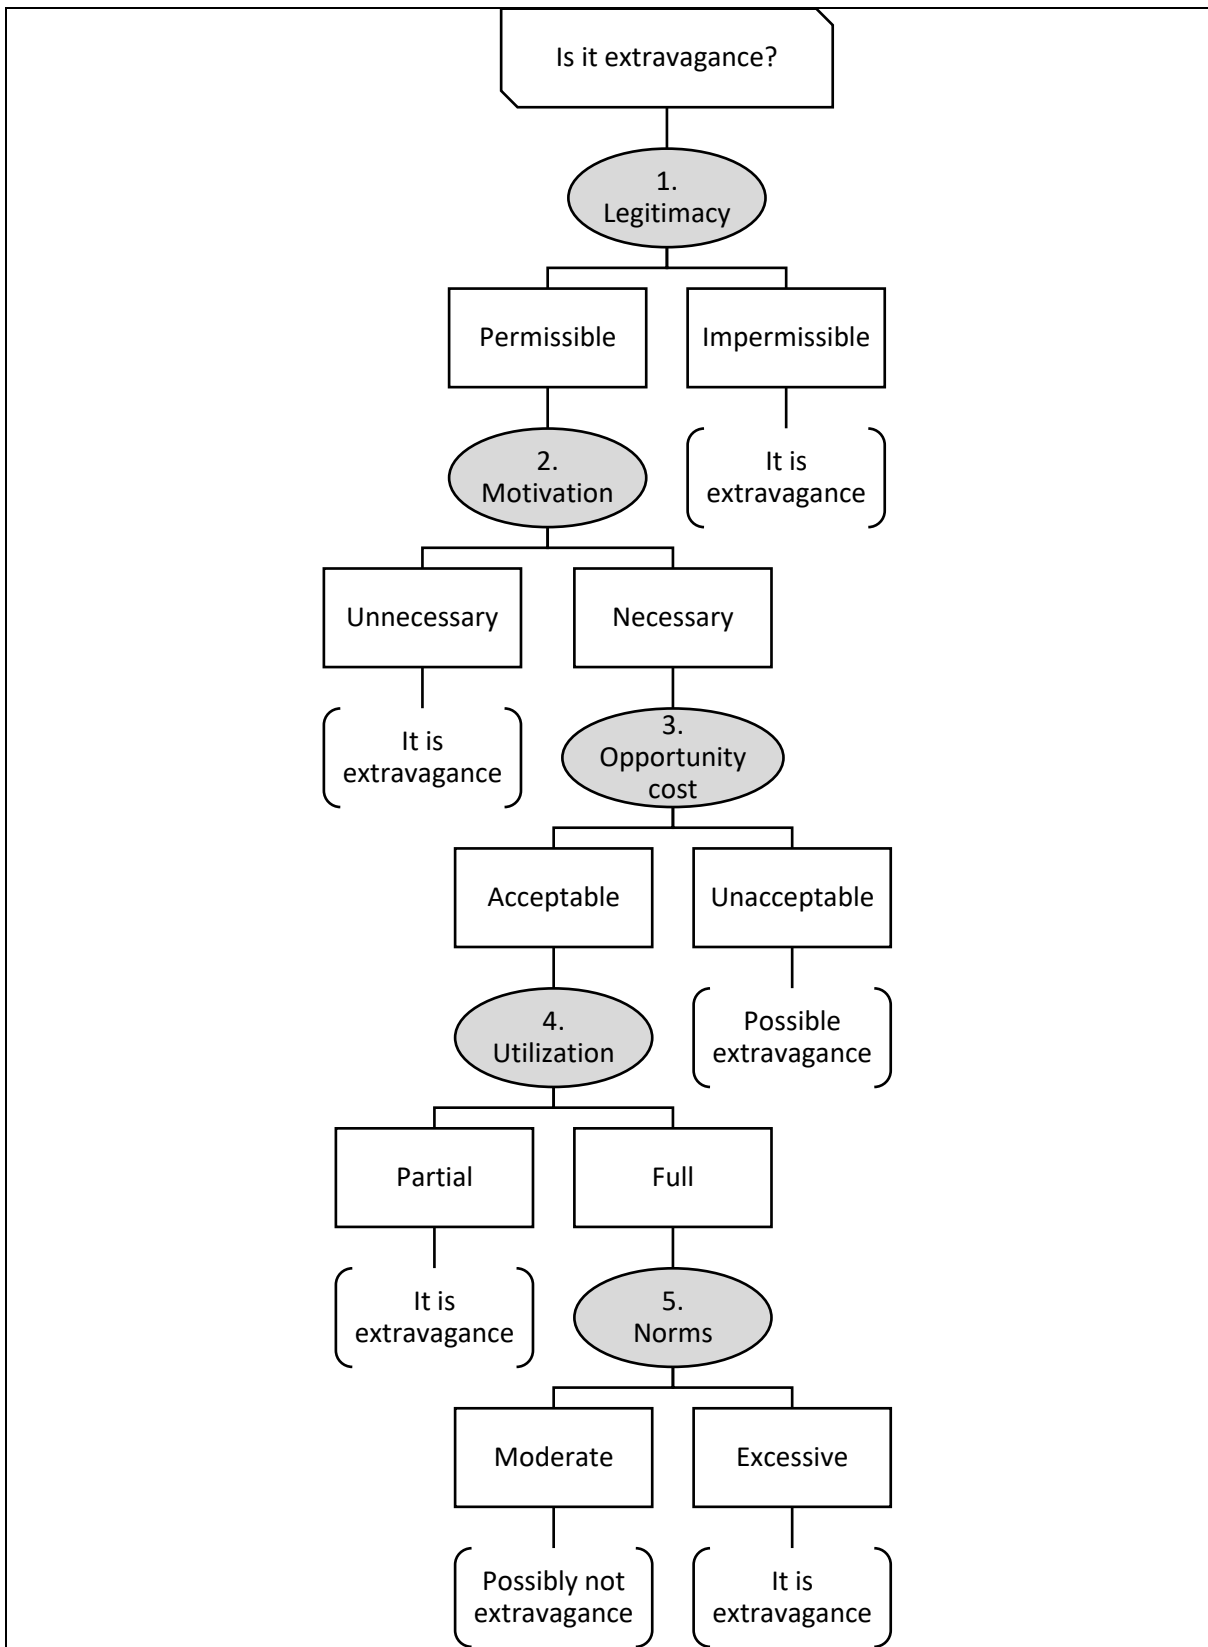 Is it extravagance?
1.
Legitimacy
Permissible
Impermissible
2.
Motivation
It is
extravagance
Unnecessary
Necessary
It is
extravagance
3.
Opportunity
cost
Acceptable
Unacceptable
4.
Utilization
Possible
extravagance
Partial
Full
It is
extravagance
5.
Norms
Moderate
Excessive
Possibly not
extravagance
It is
extravagance